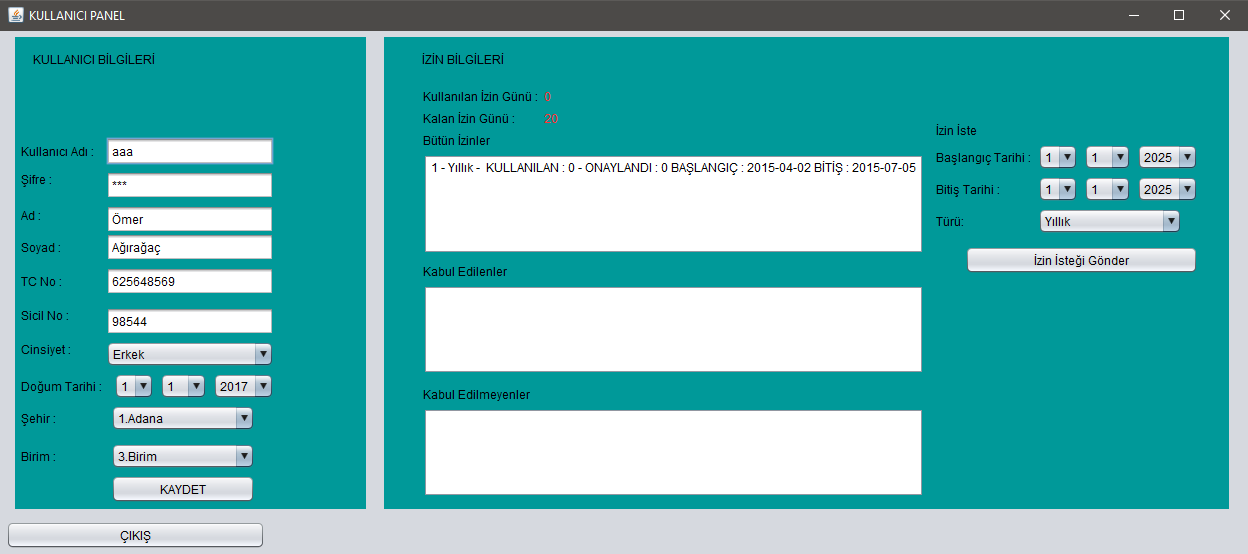 KULLANICI PANEL
KULLANICI BİLGİLERİ
Kullanıcı Adı : aaa
Şifre : ***
Ad : Ömer
Soyad : Ağırağaç
TC No : 625648569
Sicil No : 98544
Cinsiyet : Erkek
Doğum Tarihi : 1 1 2017
Şehir : 1.Adana
Birim : 3.Birim
KAYDET
ÇIKIŞ
İZİN BİLGİLERİ
Kullanılan İzin Günü : 0
Kalan İzin Günü : 20
Bütün İzinler
1 - Yıllık - KULLANILAN : 0 - ONAYLANDI : 0 BAŞLANGIÇ : 2015-04-02 BİTİŞ : 2015-07-05
Kabul Edilenler
Kabul Edilmeyenler
İzin İste
Başlangıç Tarihi : 1 1 2025
Bitiş Tarihi : 1 1 2025
Türü: Yıllık
İzin İsteği Gönder